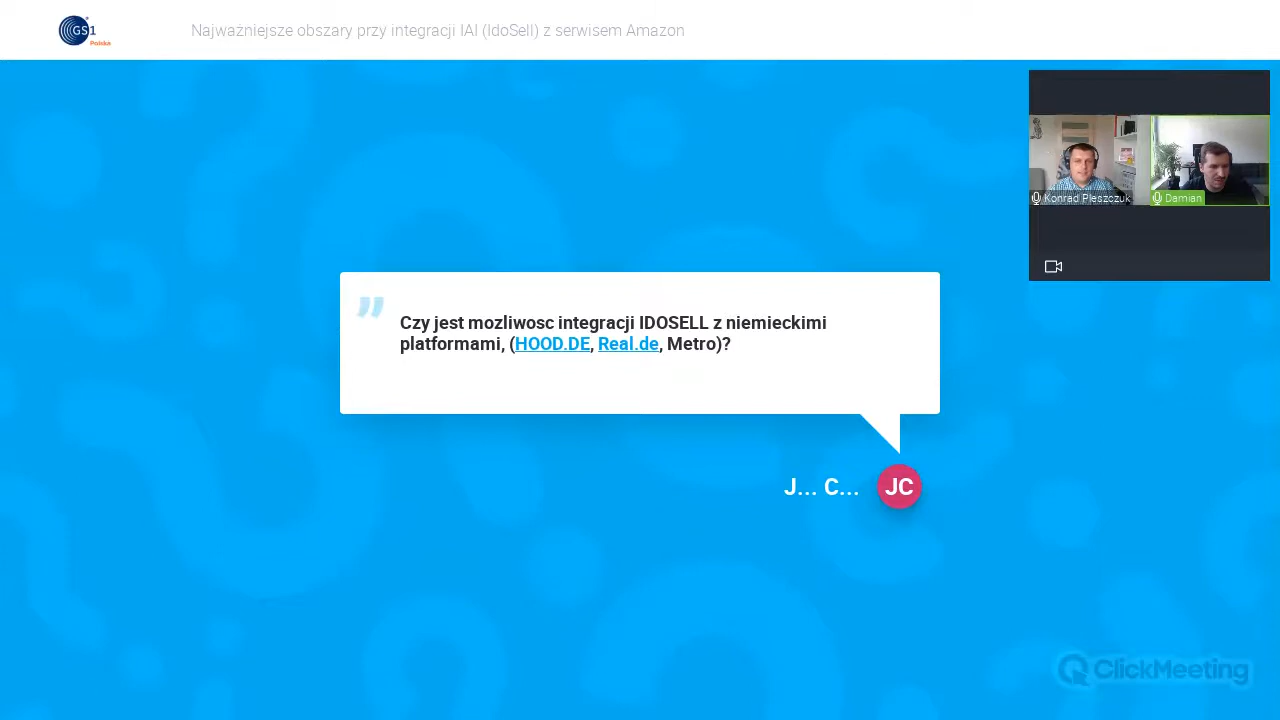 GS1
Polska
Najważniejsze obszary przy integracji IAI (IdoSell) z serwisem Amazon
Konrad Pleszczuk
Damian
Czy jest mozliwosc integracji IDOSELL z niemieckimi
platformami, (HOOD.DE, Real.de, Metro)?
J... C...
JC
ClickMeeting